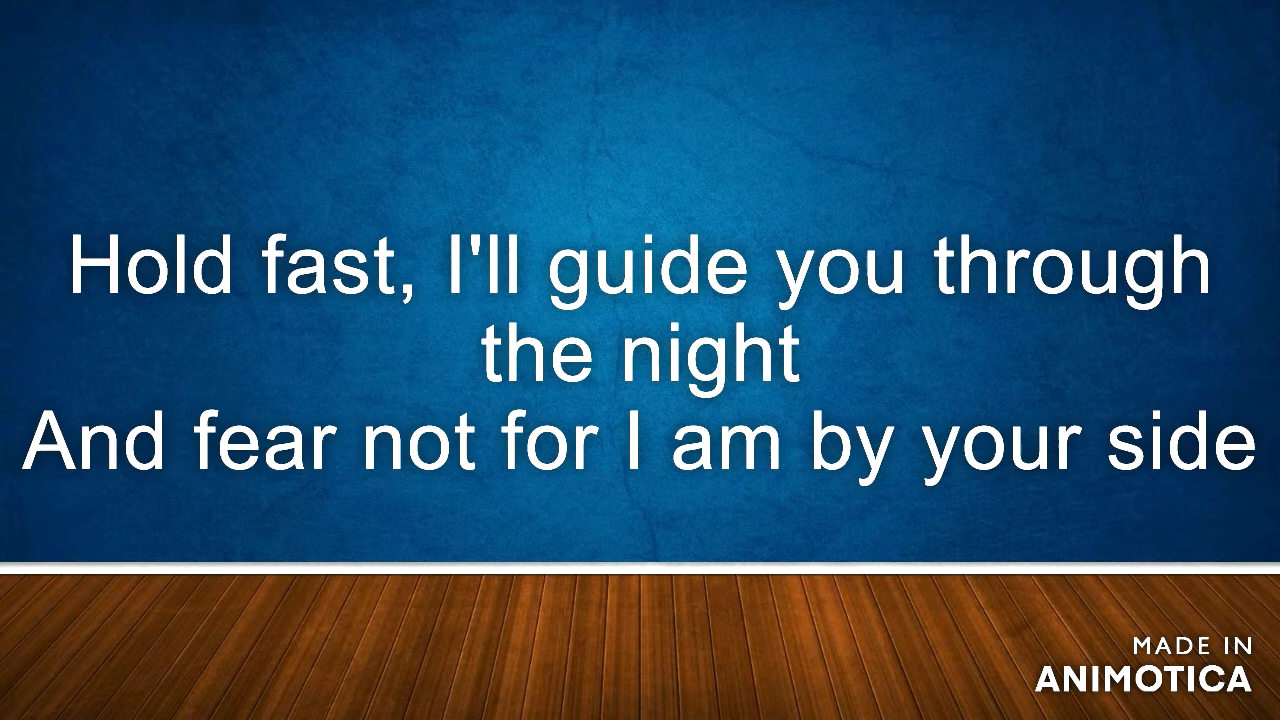 Hold fast, I'll guide you through
the night
And fear not for I am by your side
MADE IN
ANIMOTICA